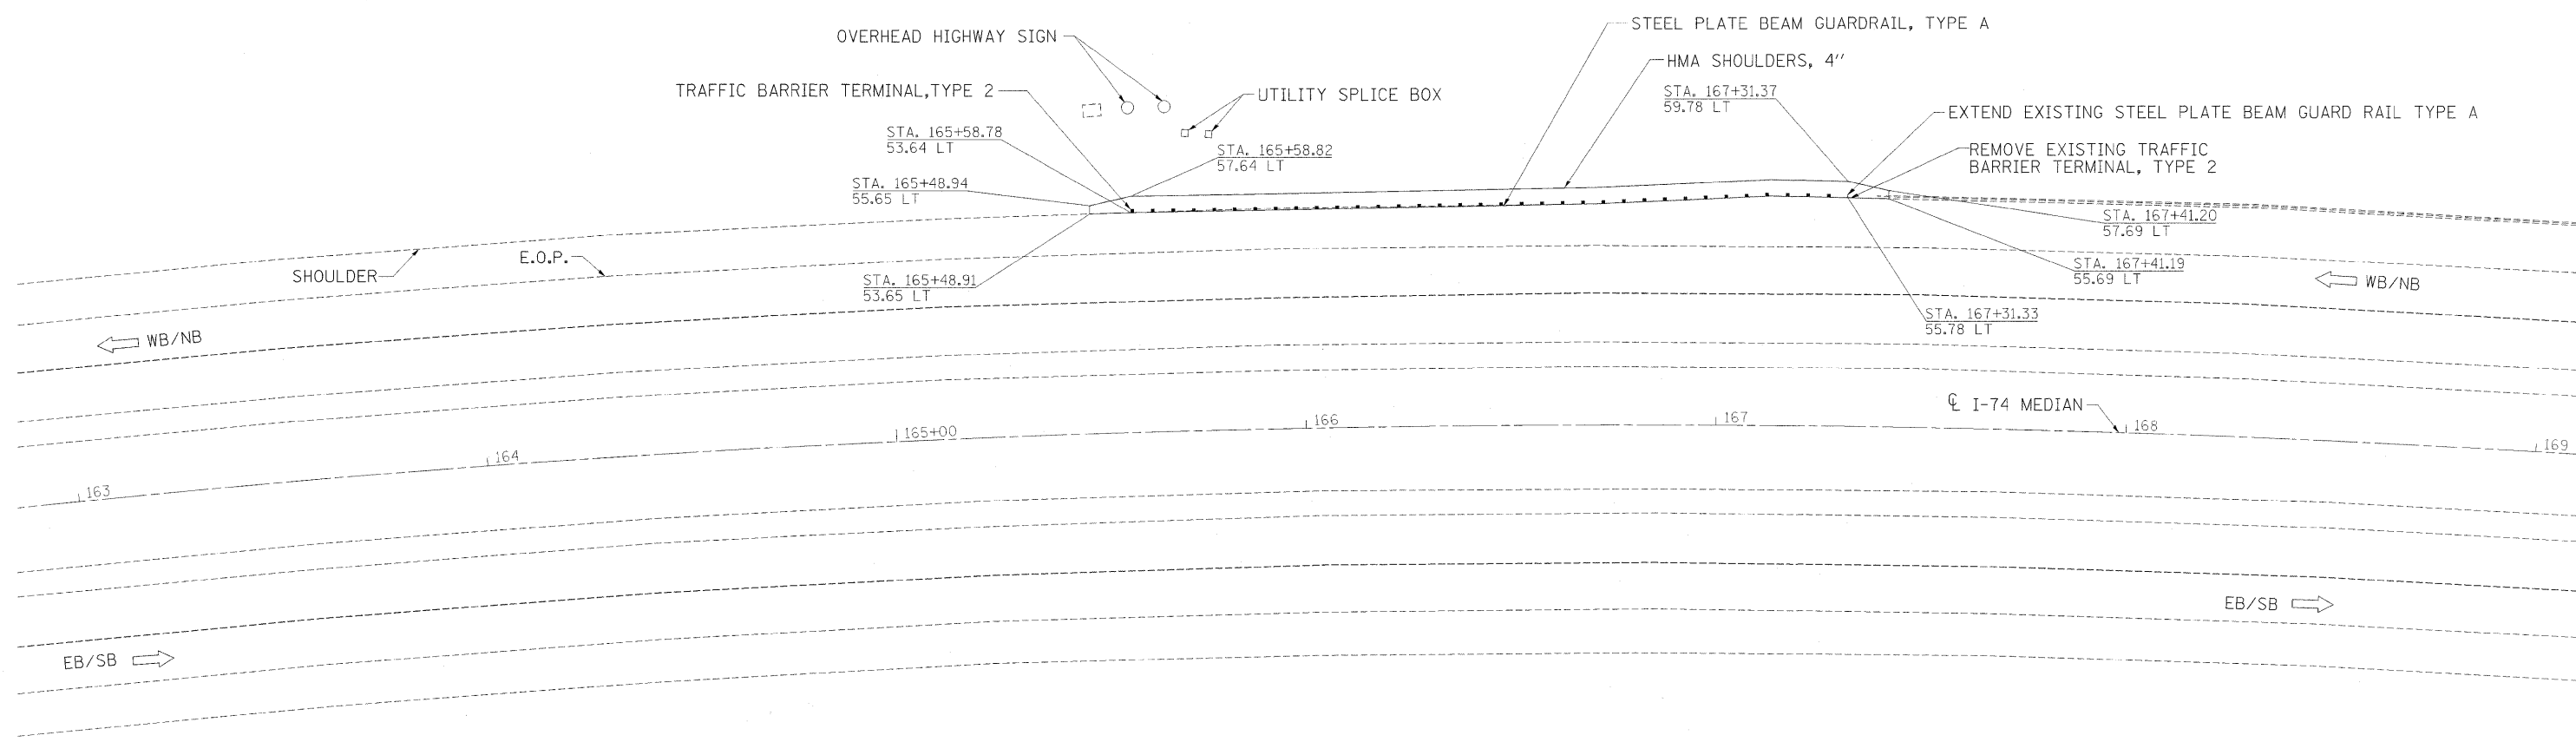 STEEL PLATE BEAM GUARDRAIL, TYPE A
OVERHEAD HIGHWAY SIGN
HMA SHOULDERS, 4"
TRAFFIC BARRIER TERMINAL,TYPE 2
UTILITY SPLICE BOX
STA. 167+31.37
59.78 LT
EXTEND EXISTING STEEL PLATE BEAM GUARD RAIL TYPE A
STA. 165+58.78
53.64 LT
STA. 165+58.82
57.64 LT
REMOVE EXISTING TRAFFIC
BARRIER TERMINAL, TYPE 2
STA. 165+48.94
55.65 LT
STA. 167+41.20
57.69 LT
E.O.P.
SHOULDER
STA. 165+48.91
53.65 LT
STA. 167+41.19
55.69 LT
WB/NB
STA. 167+31.33
55.78 LT
WB/NB
℄ I-74 MEDIAN
163
164
165+00
166
167
168
169
EB/SB
EB/SB